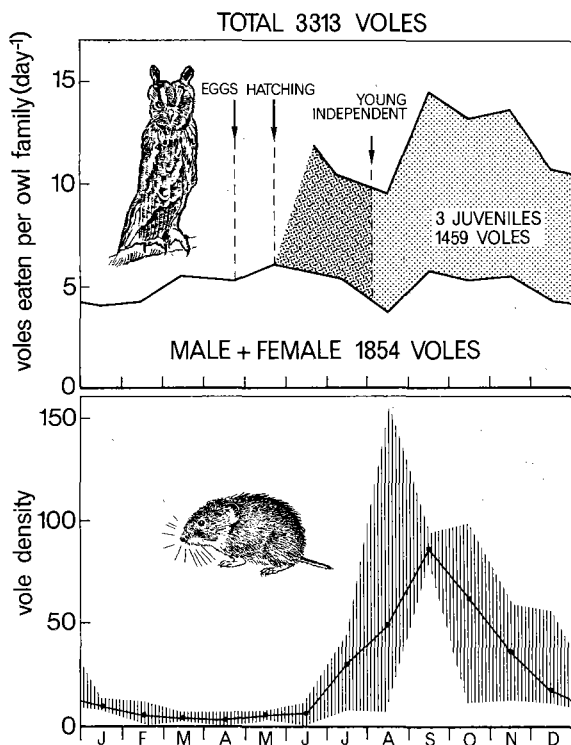 TOTAL 3313 VOLES
voles eaten per owl family (day⁻¹)
15
10
5
0
EGGS HATCHING
YOUNG
INDEPENDENT
3 JUVENILES
1459 VOLES
MALE + FEMALE 1854 VOLES
vole density
150
100
50
0
J F M A M J J A S O N D